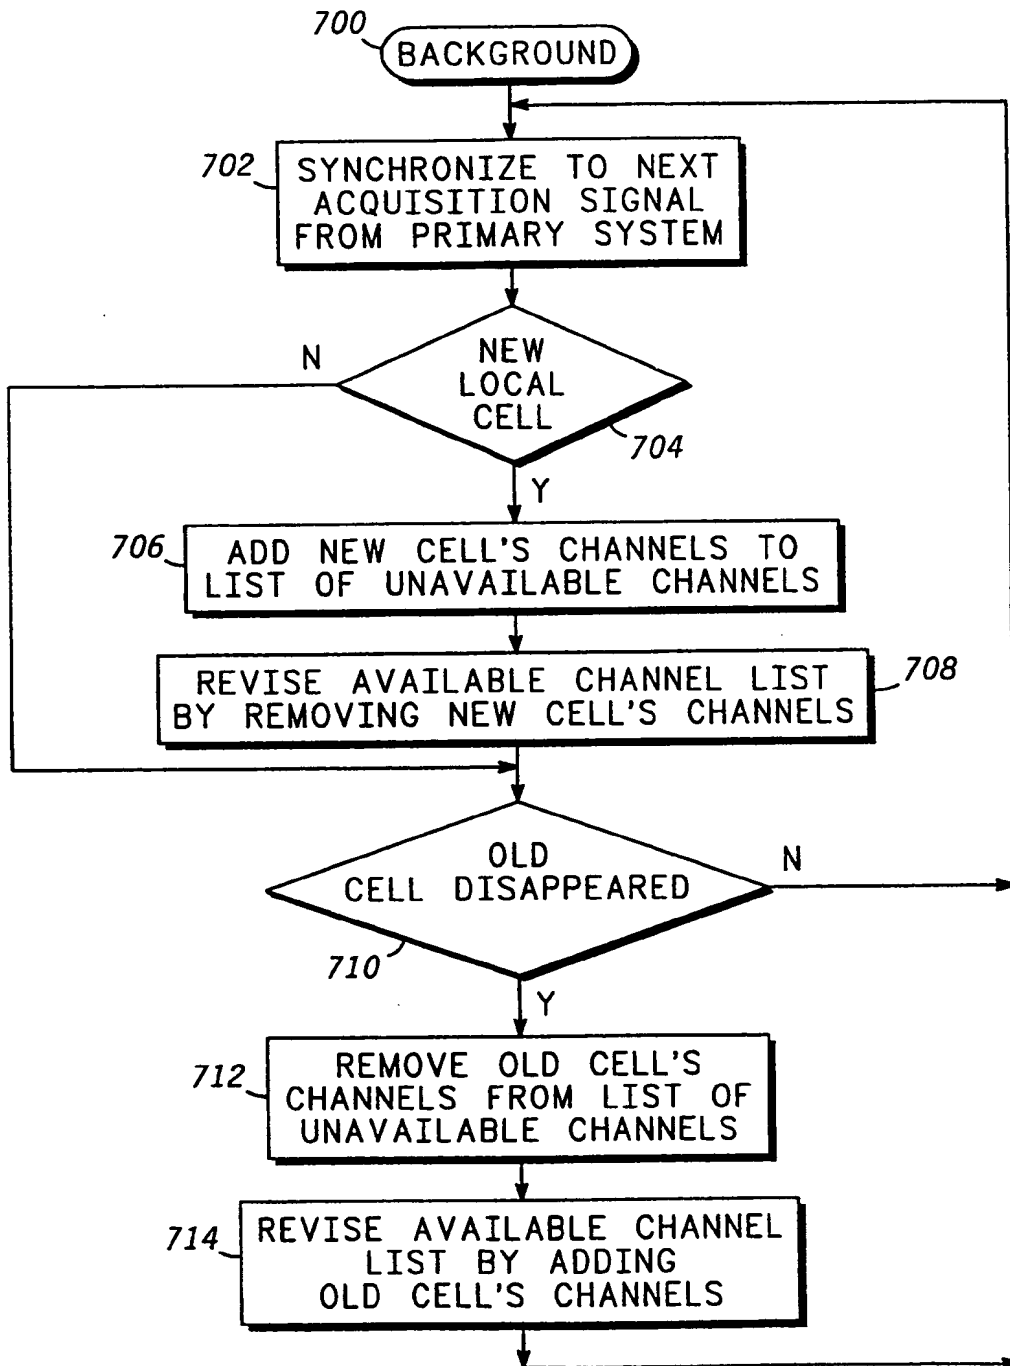 700
BACKGROUND
702
SYNCHRONIZE TO NEXT
ACQUISITION SIGNAL
FROM PRIMARY SYSTEM
N
NEW
LOCAL
CELL
704
Y
706
ADD NEW CELL'S CHANNELS TO
LIST OF UNAVAILABLE CHANNELS
REVISE AVAILABLE CHANNEL LIST
BY REMOVING NEW CELL'S CHANNELS
708
OLD
CELL DISAPPEARED
N
710
Y
712
REMOVE OLD CELL'S
CHANNELS FROM LIST OF
UNAVAILABLE CHANNELS
714
REVISE AVAILABLE CHANNEL
LIST BY ADDING
OLD CELL'S CHANNELS